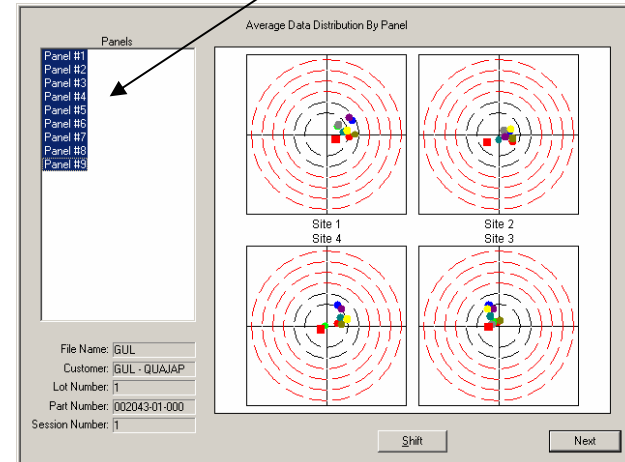 Average Data Distribution By Panel
Panels
Panel #1
Panel #2
Panel #3
Panel #4
Panel #5
Panel #6
Panel #7
Panel #8
Panel #9
Site 1
Site 2
Site 4
Site 3
File Name: GUL
Customer: GUL - QUAJAP
Lot Number: 1
Part Number: 002043-01-000
Session Number: 1
Shift
Next